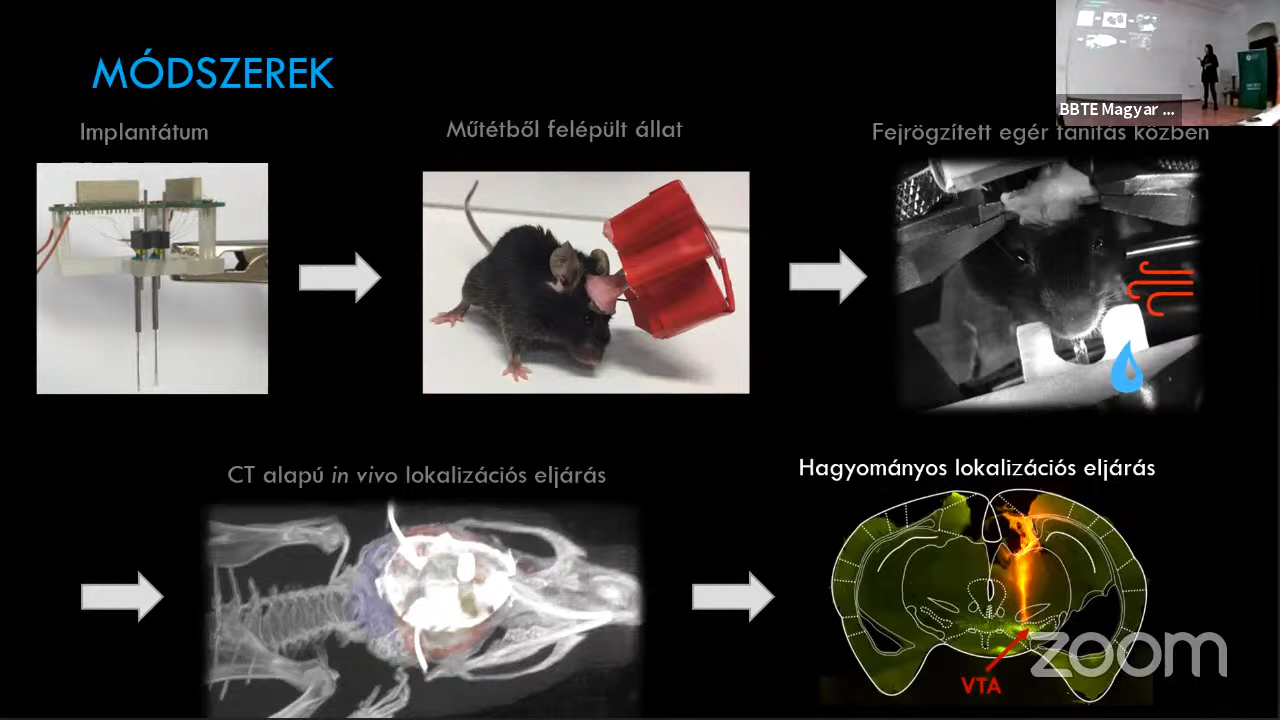 MÓDSZEREK
BBTE Magyar ...
Implantátum
Műtétből felépült állat
Fejrögzített egér tanítás közben
CT alapú in vivo lokalizációs eljárás
Hagyományos lokalizációs eljárás
VTA
zoom